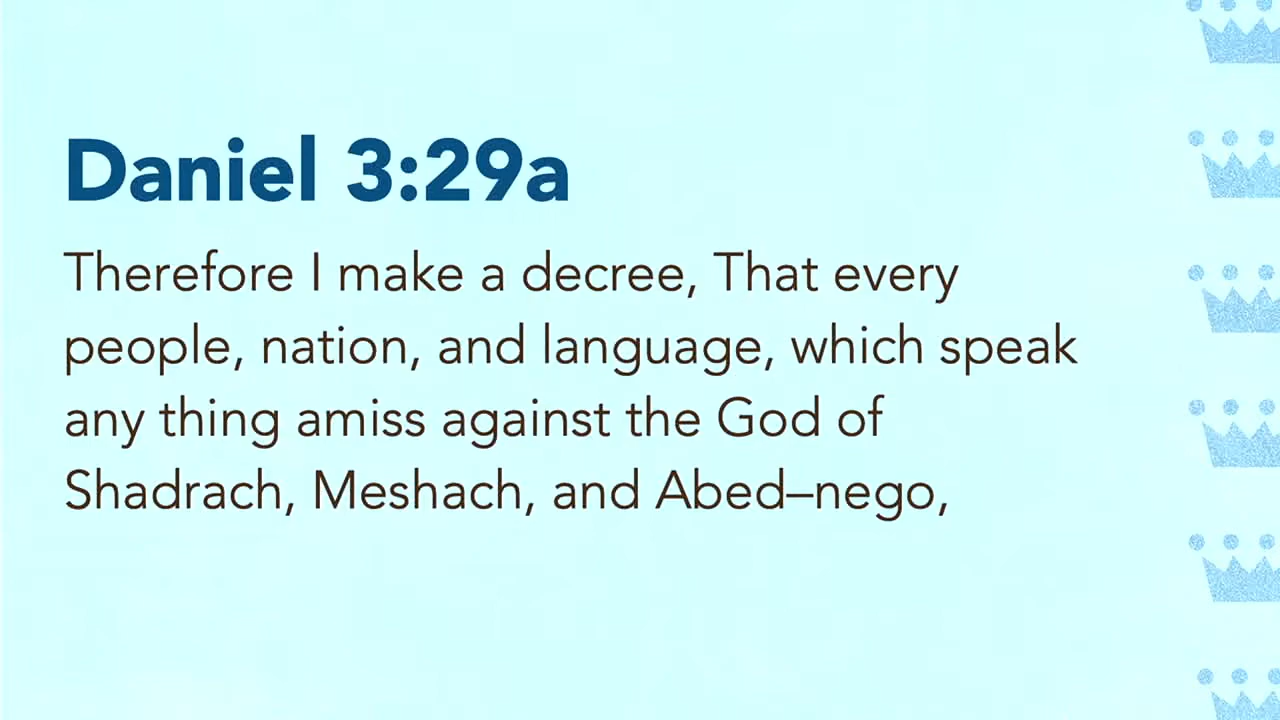 Daniel 3:29a
Therefore I make a decree, That every
people, nation, and language, which speak
any thing amiss against the God of
Shadrach, Meshach, and Abed–nego,